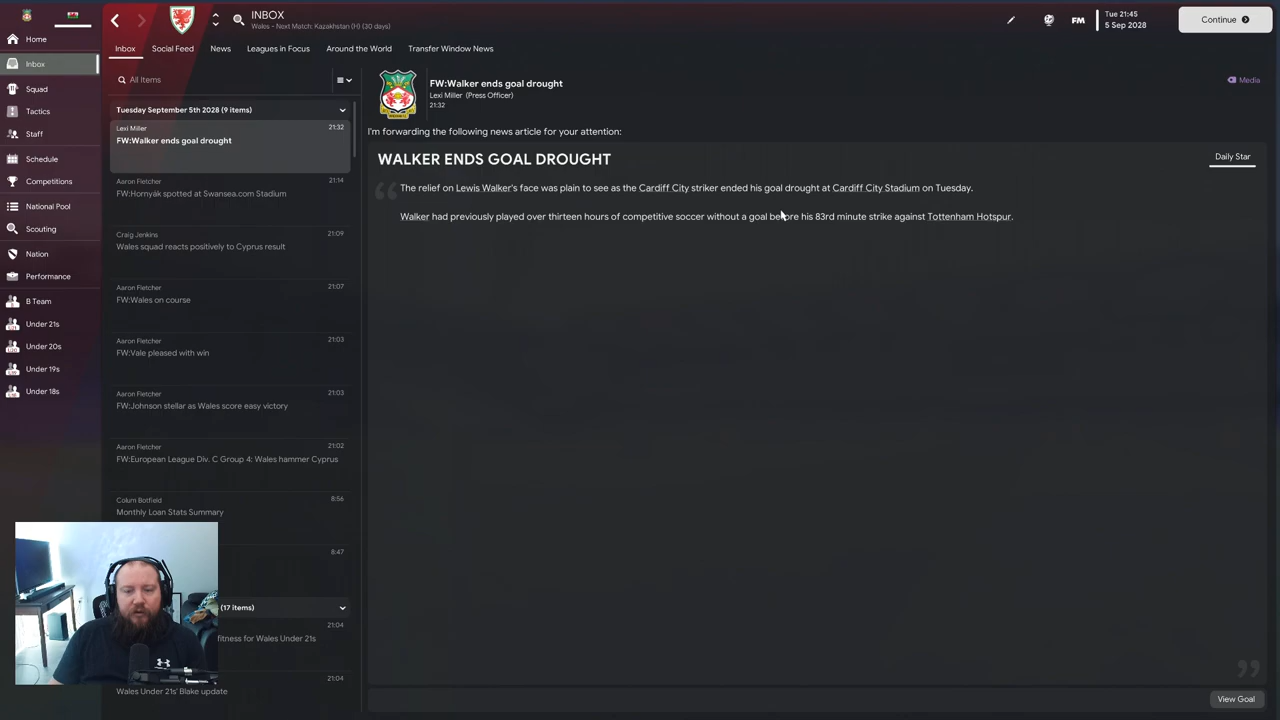 INBOX
Wales - Next Match: Kazakhstan (H) (30 days)
FM
Tue 21:45
5 Sep 2028
Continue
Home
Inbox
Squad
Tactics
Staff
Schedule
Competitions
National Pool
Scouting
Nation
Performance
B Team
Under 21s
Under 20s
Under 19s
Under 18s
Inbox Social Feed News Leagues in Focus Around the World Transfer Window News
All Items
Tuesday September 5th 2028 (9 items)
Lexi Miller 21:32
FW:Walker ends goal drought
Aaron Fletcher 21:14
FW:Hornyák spotted at Swansea.com Stadium
Craig Jenkins 21:09
Wales squad reacts positively to Cyprus result
Aaron Fletcher 21:07
FW:Wales on course
Aaron Fletcher 21:03
FW:Vale pleased with win
Aaron Fletcher 21:03
FW:Johnson stellar as Wales score easy victory
Aaron Fletcher 21:02
FW:European League Div. C Group 4: Wales hammer Cyprus
Colum Botfield 8:56
Monthly Loan Stats Summary
8:47
(17 items)
21:04
fitness for Wales Under 21s
21:04
Wales Under 21s' Blake update
FW:Walker ends goal drought
Lexi Miller (Press Officer)
21:32
Media
I'm forwarding the following news article for your attention:
WALKER ENDS GOAL DROUGHT
Daily Star
The relief on Lewis Walker's face was plain to see as the Cardiff City striker ended his goal drought at Cardiff City Stadium on Tuesday.
Walker had previously played over thirteen hours of competitive soccer without a goal before his 83rd minute strike against Tottenham Hotspur.
View Goal